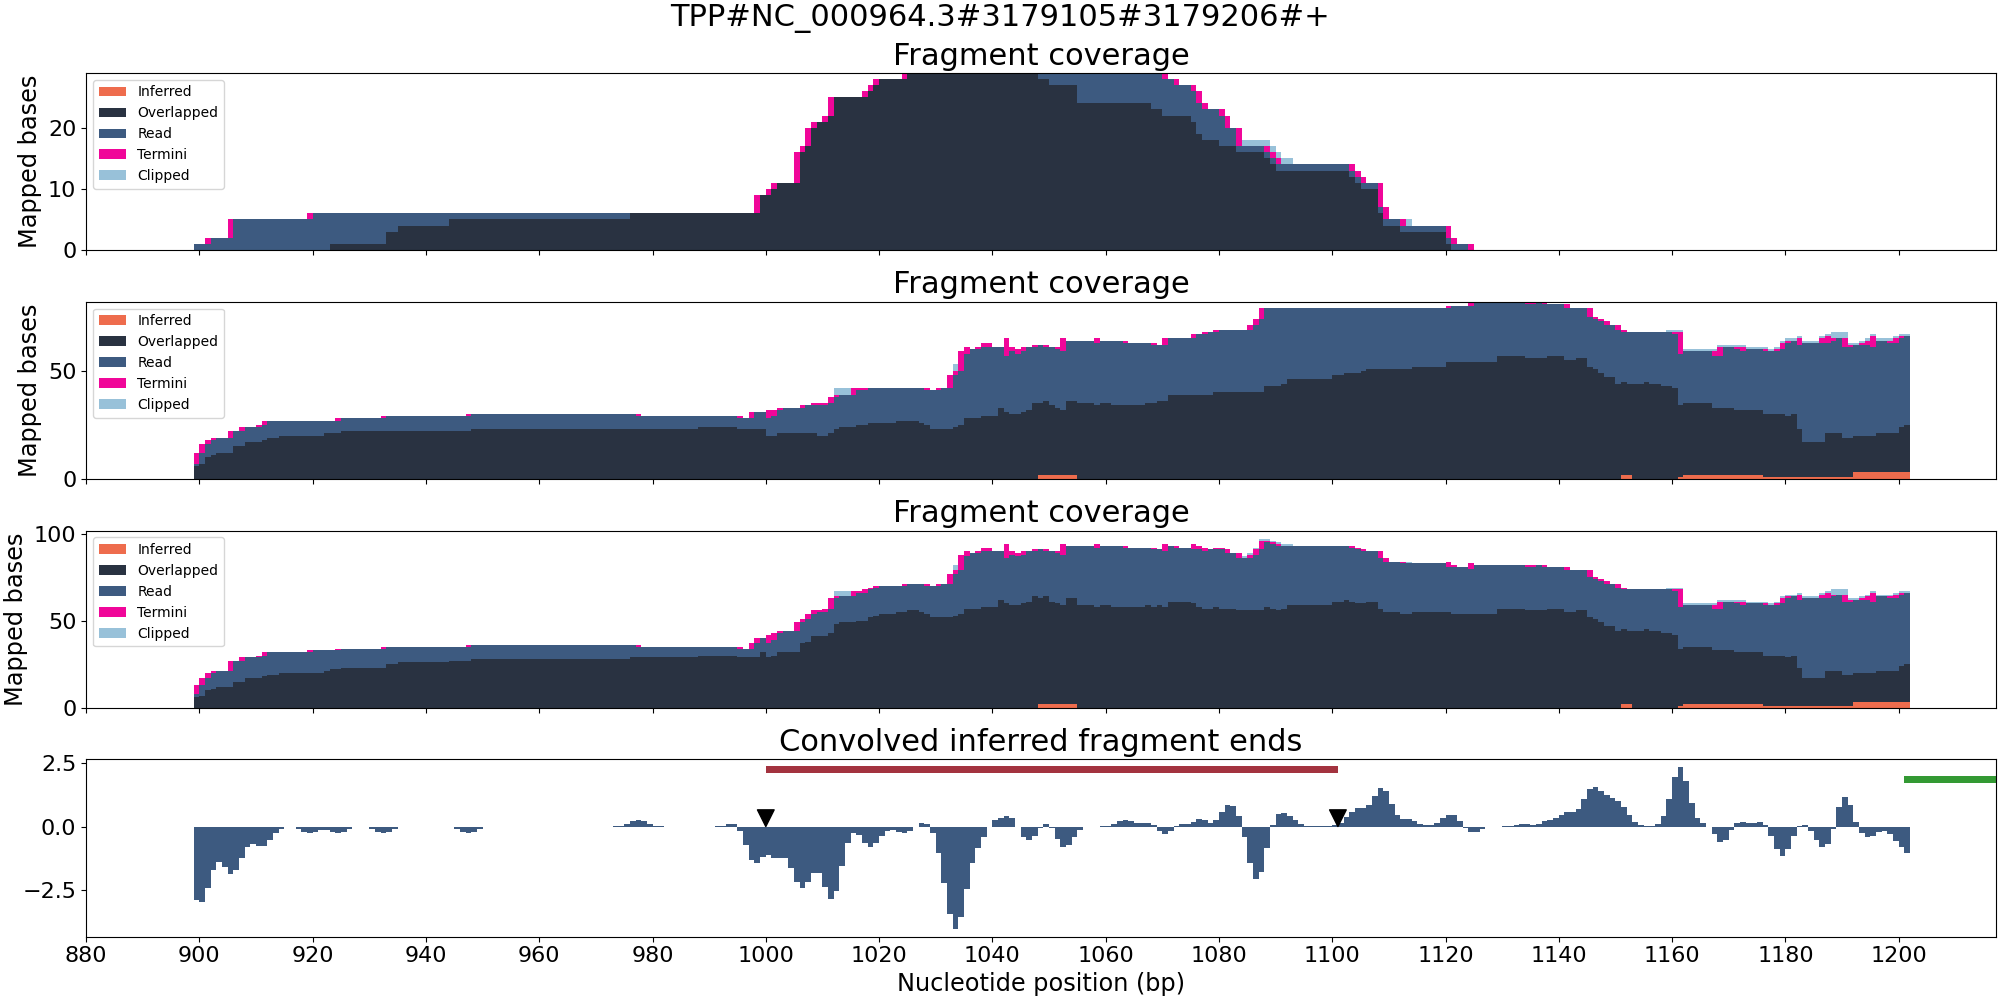 TPP#NC_000964.3#3179105#3179206#+
Fragment coverage
Mapped bases
20
10
0
Inferred
Overlapped
Read
Termini
Clipped
Fragment coverage
Mapped bases
50
0
Inferred
Overlapped
Read
Termini
Clipped
Fragment coverage
Mapped bases
100
50
0
Inferred
Overlapped
Read
Termini
Clipped
Convolved inferred fragment ends
2.5
0.0
−2.5
880 900 920 940 960 980 1000 1020 1040 1060 1080 1100 1120 1140 1160 1180 1200
Nucleotide position (bp)